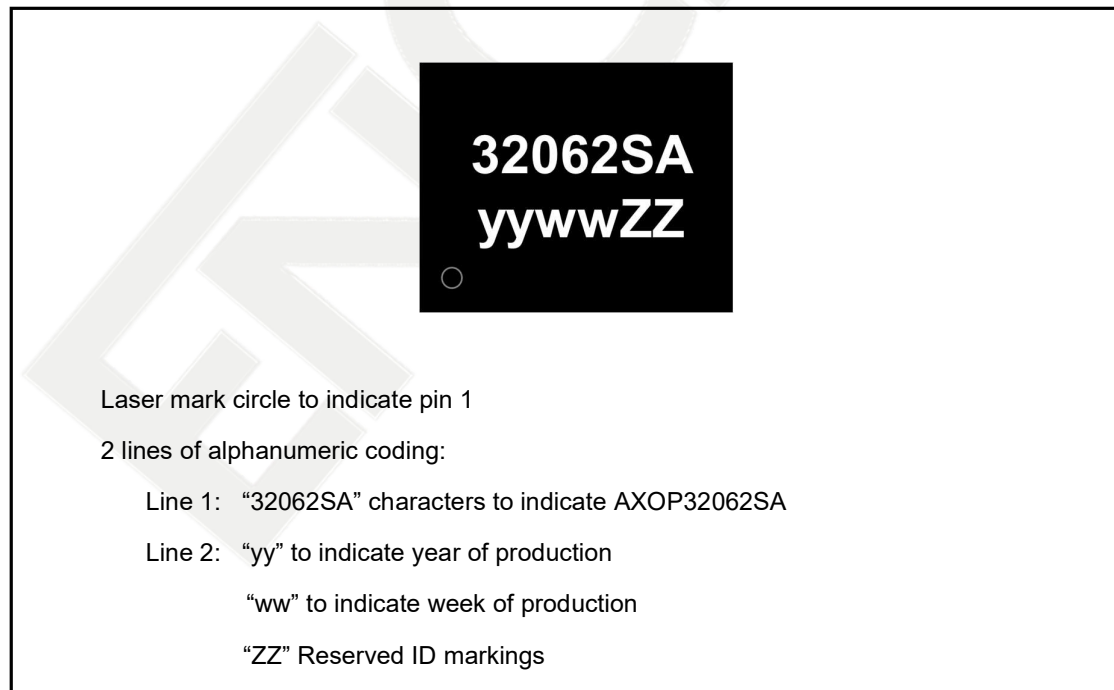 32062SA
yywwZZ
Laser mark circle to indicate pin 1
2 lines of alphanumeric coding:
Line 1: “32062SA” characters to indicate AXOP32062SA
Line 2: “yy” to indicate year of production
“ww” to indicate week of production
“ZZ” Reserved ID markings